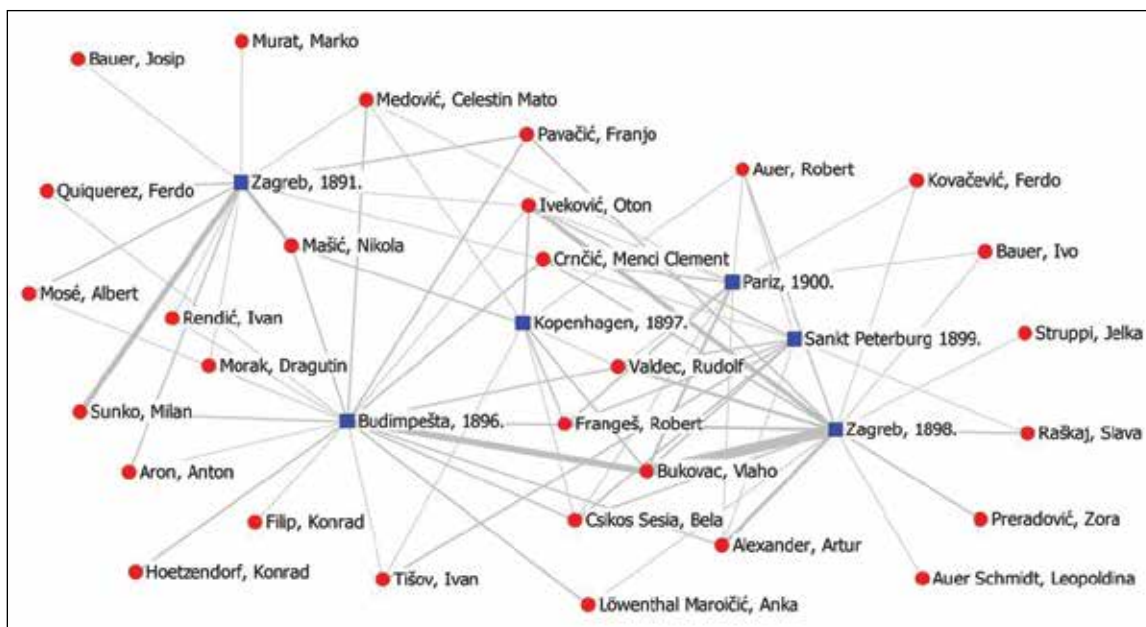 Murat, Marko
Bauer, Josip
Medović, Celestin Mato
Pavačić, Franjo
Auer, Robert
Zagreb, 1891.
Kovačević, Ferdo
Quiquerez, Ferdo
Iveković, Oton
Mašić, Nikola
Bauer, Ivo
Crnčić, Menci Clement
Pariz, 1900.
Mosé, Albert
Rendić, Ivan
Kopenhagen, 1897.
Struppi, Jelka
Sankt Peterburg 1899.
Morak, Dragutin
Valdec, Rudolf
Sunko, Milan
Budimpešta, 1896.
Frangeš, Robert
Zagreb, 1898.
Raškaj, Slava
Aron, Anton
Bukovac, Vlaho
Filip, Konrad
Csikos Sesia, Bela
Preradović, Zora
Alexander, Artur
Hoetzendorf, Konrad
Tišov, Ivan
Auer Schmidt, Leopoldina
Löwenthal Maroičić, Anka